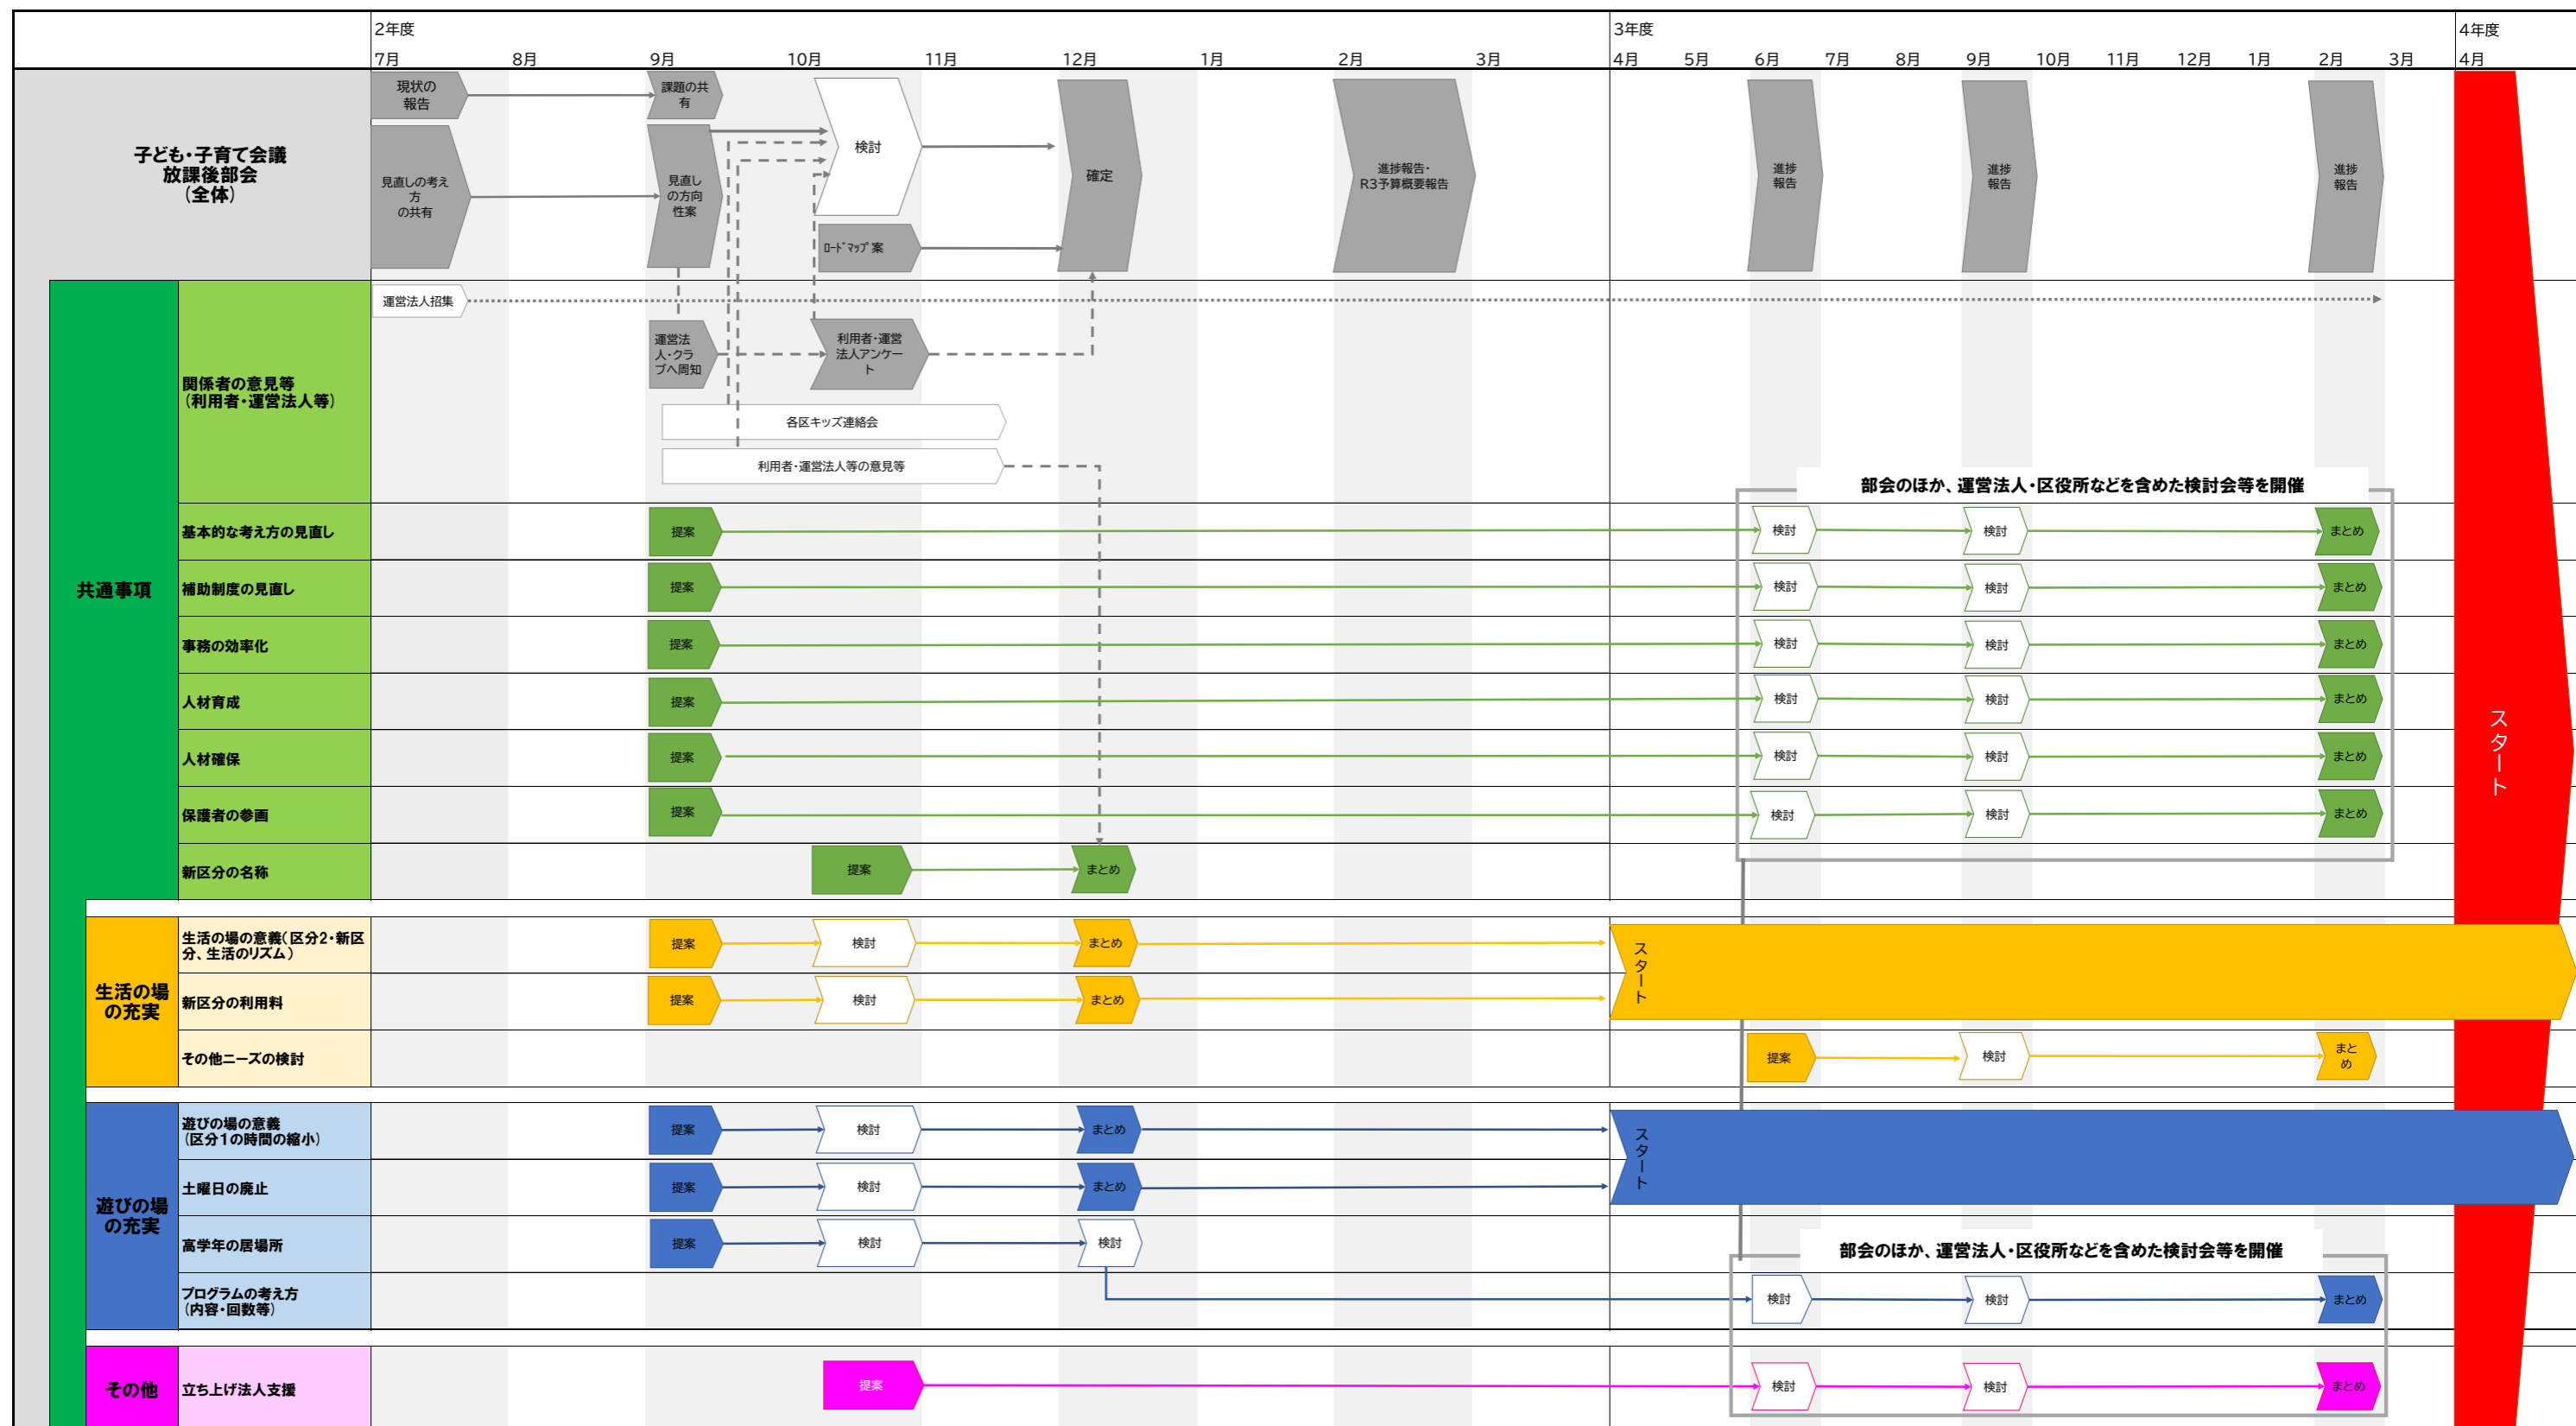 2年度
3年度
4年度
7月 8月 9月 10月 11月 12月 1月 2月 3月 4月 5月 6月 7月 8月 9月 10月 11月 12月 1月 2月 3月 4月
子ども・子育て会議
放課後部会
(全体)
現状の
報告
課題の共
有
見直しの考え
方
の共有
見直し
の方向
性案
検討
ロードマップ案
確定
進捗報告・
R3予算概要報告
進捗
報告
進捗
報告
進捗
報告
スタート
共通事項
関係者の意見等
(利用者・運営法人等)
運営法人招集
運営法
人・クラ
ブへ周知
利用者・運営
法人アンケー
ト
各区キッズ連絡会
利用者・運営法人等の意見等
部会のほか、運営法人・区役所などを含めた検討会等を開催
基本的な考え方の見直し
提案 検討 検討 まとめ
補助制度の見直し
提案 検討 検討 まとめ
事務の効率化
提案 検討 検討 まとめ
人材育成
提案 検討 検討 まとめ
人材確保
提案 検討 検討 まとめ
保護者の参画
提案 検討 検討 まとめ
新区分の名称
提案 まとめ
生活の場
の充実
生活の場の意義(区分2・新区
分、生活のリズム)
提案 検討 まとめ
スタート
新区分の利用料
提案 検討 まとめ
その他ニーズの検討
提案 検討
まと
め
遊びの場
の充実
遊びの場の意義
(区分1の時間の縮小)
提案 検討 まとめ
スタート
土曜日の廃止
提案 検討 まとめ
高学年の居場所
提案 検討 検討
部会のほか、運営法人・区役所などを含めた検討会等を開催
プログラムの考え方
(内容・回数等)
検討 検討 まとめ
その他
立ち上げ法人支援
提案 検討 検討 まとめ